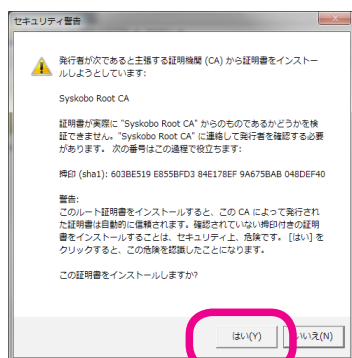 セキュリティ警告
発行者が次であると主張する証明機関 (CA) から証明書をインストー
ルしようとしています:
Syskobo Root CA
証明書が実際に "Syskobo Root CA" からのものであるかどうかを検
証できません。"Syskobo Root CA" に連絡して発行者を確認する必要
があります。 次の番号はこの過程で役立ちます:
拇印 (sha1): 603BE519 E855BFD3 84E178EF 9A675BAB 048DEF40
警告:
このルート証明書をインストールすると、この CA によって発行され
た証明書は自動的に信頼されます。確認されていない拇印付きの証明
書をインストールすることは、セキュリティ上、危険です。 [はい] を
クリックすると、この危険を認識したことになります。
この証明書をインストールしますか?
はい(Y)
いいえ(N)